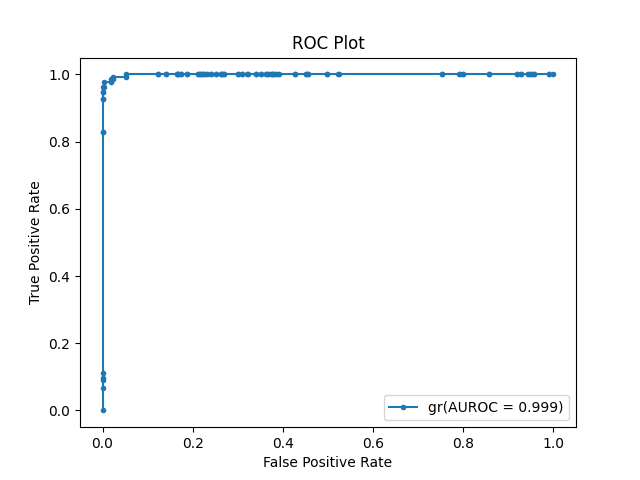 ROC Plot
1.0
0.8
0.6
0.4
0.2
0.0
True Positive Rate
0.0 0.2 0.4 0.6 0.8 1.0
False Positive Rate
gr(AUROC = 0.999)